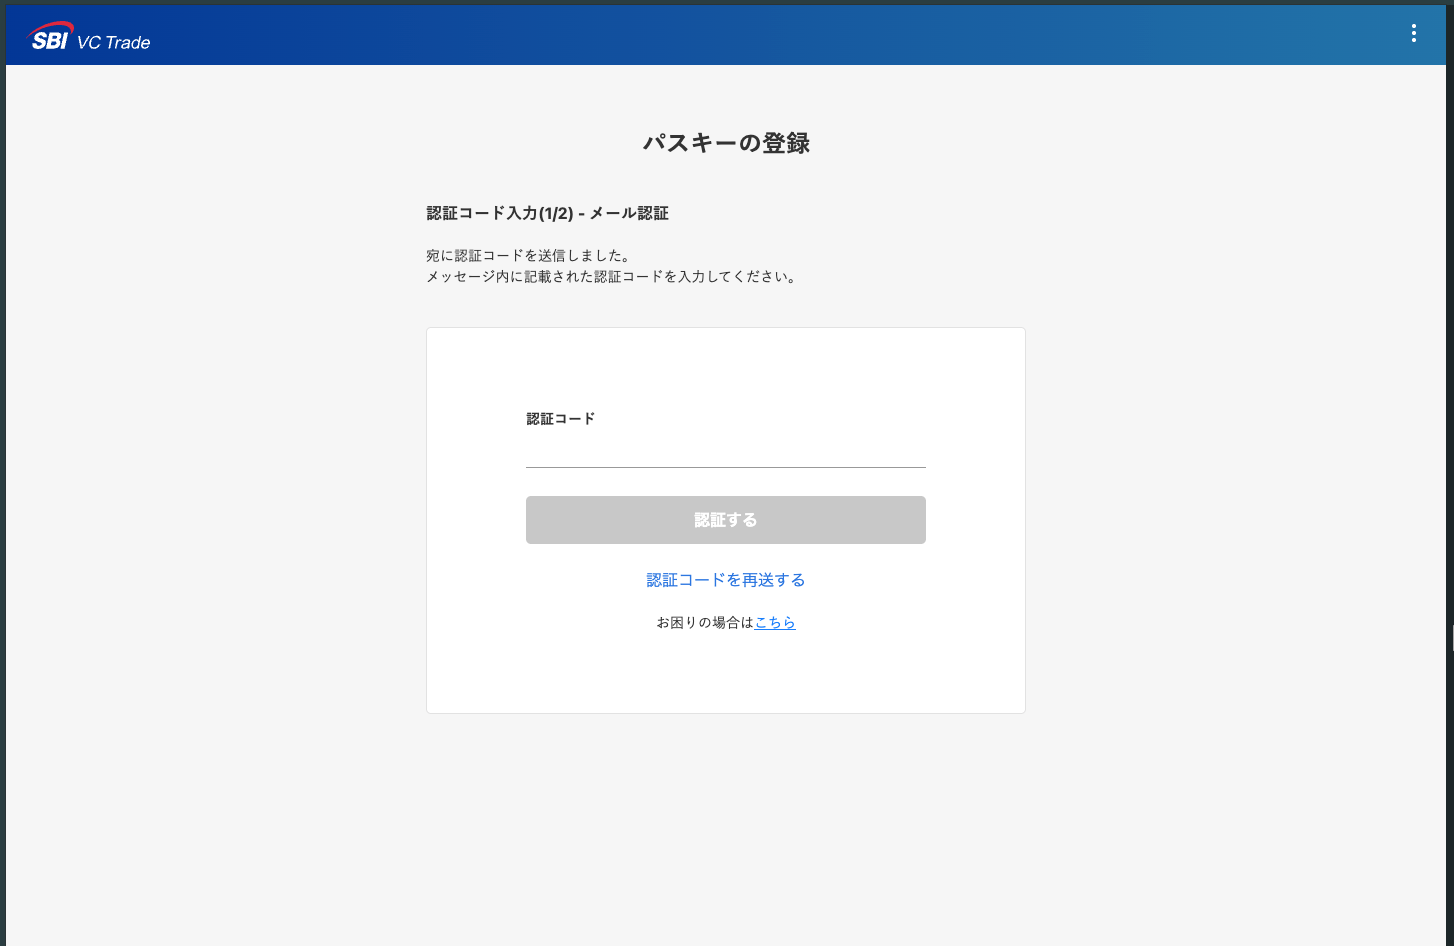 SBI VC Trade
パスキーの登録
認証コード入力(1/2) - メール認証
宛に認証コードを送信しました。
メッセージ内に記載された認証コードを入力してください。
認証コード
認証する
認証コードを再送する
お困りの場合はこちら